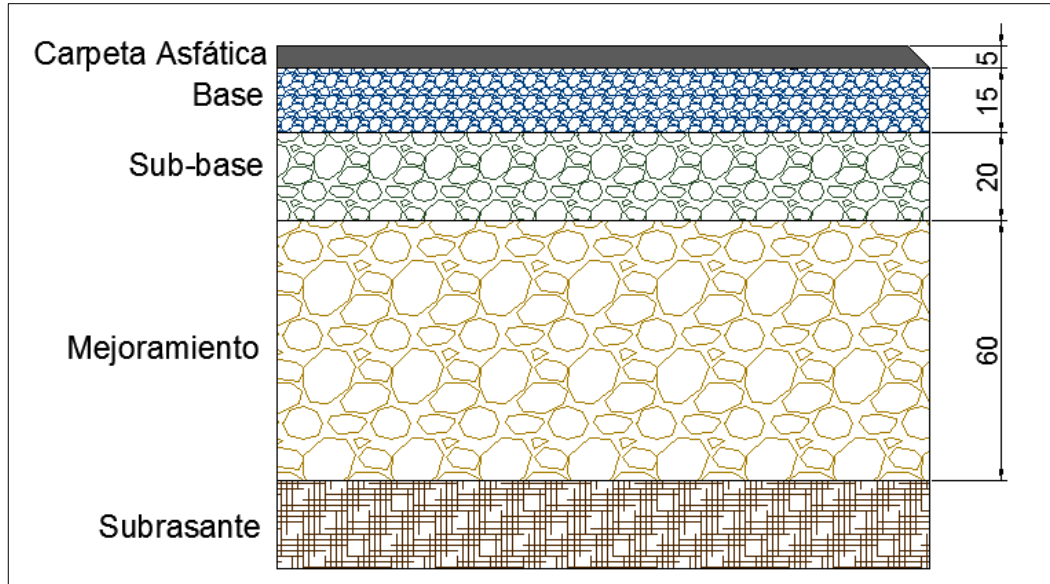 Carpeta Asfática
5
Base
15
Sub-base
20
Mejoramiento
60
Subrasante